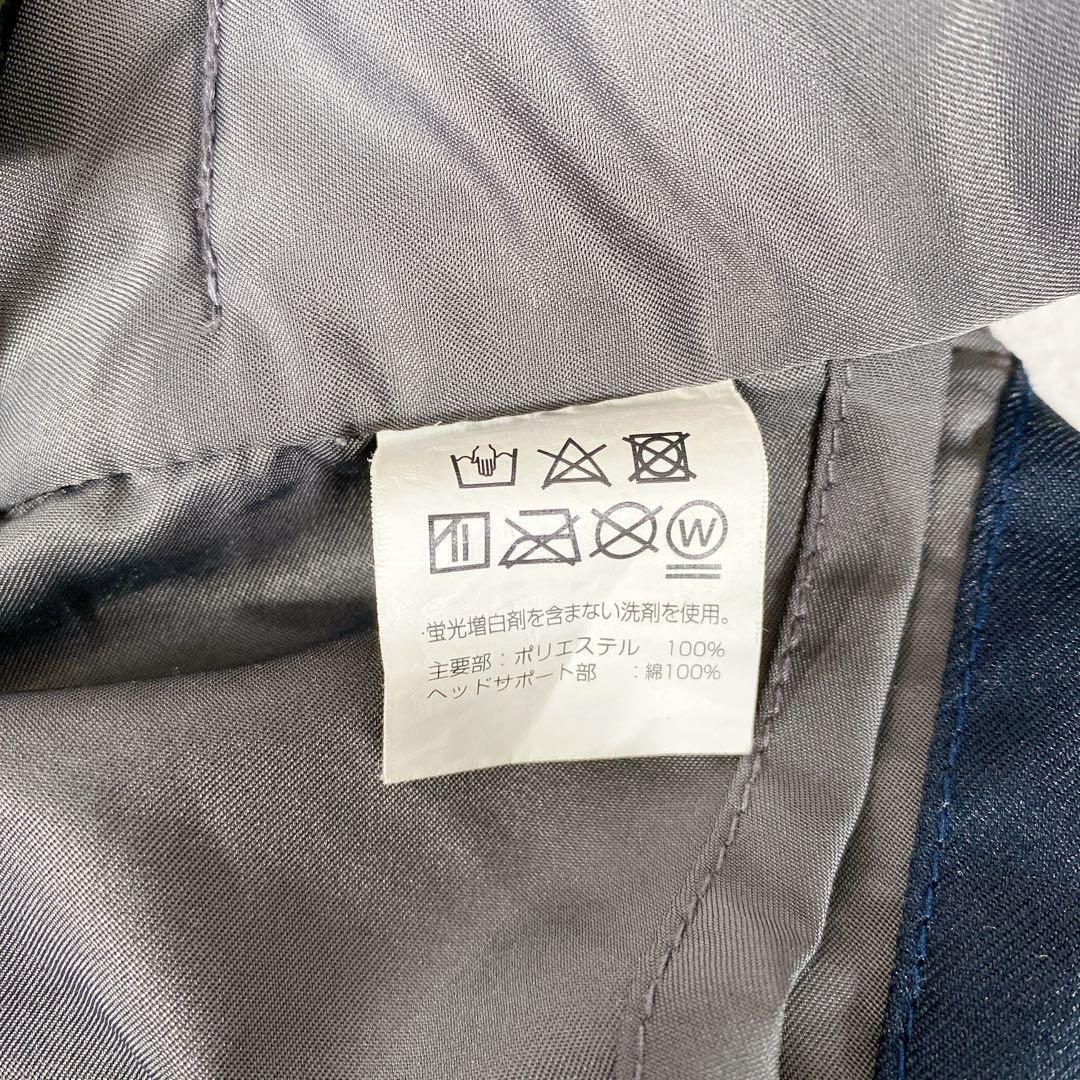 W
·蛍光増白剤を含まない洗剤を使用。
主要部：ポリエステル 100%
ヘッドサポート部 ：綿100%